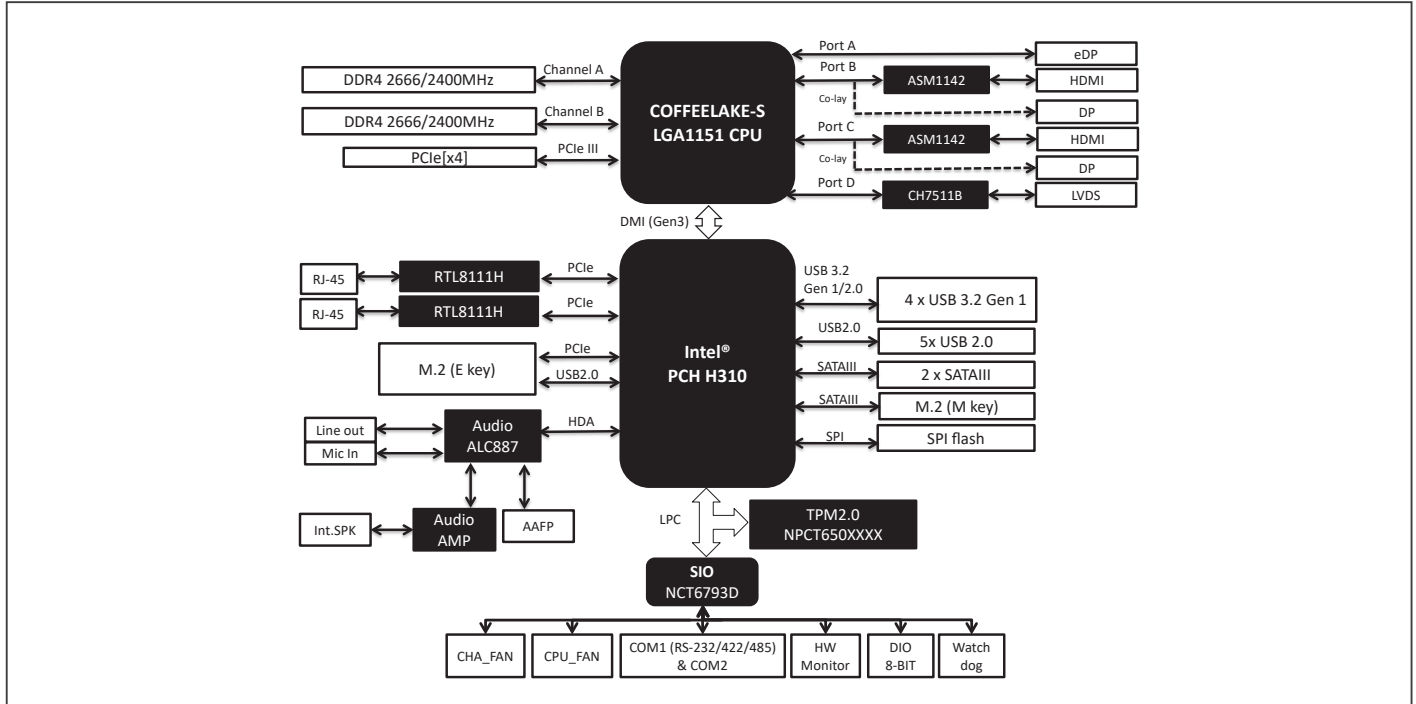 Port A
eDP
Channel A
Port B
DDR4 2666/2400MHz
ASM1142
HDMI
Co-lay
COFFEELAKE-S
LGA1151 CPU
DP
Channel B
DDR4 2666/2400MHz
Port C
ASM1142
HDMI
PCIe III
PCIe[x4]
Co-lay
DP
Port D
CH7511B
LVDS
DMI (Gen3)
RJ-45
RTL8111H
PCIe
USB 3.2
Gen 1/2.0
4 x USB 3.2 Gen 1
RJ-45
RTL8111H
PCIe
USB2.0
5x USB 2.0
Intel®
PCH H310
M.2 (E key)
PCIe
USB2.0
SATAIII
2 x SATAIII
SATAIII
M.2 (M key)
Line out
Mic In
Audio
ALC887
HDA
SPI
SPI flash
Int.SPK
Audio
AMP
AAFP
LPC
TPM2.0
NPCT650XXXX
SIO
NCT6793D
CHA_FAN
CPU_FAN
COM1 (RS-232/422/485)
& COM2
HW
Monitor
DIO
8-BIT
Watch
dog